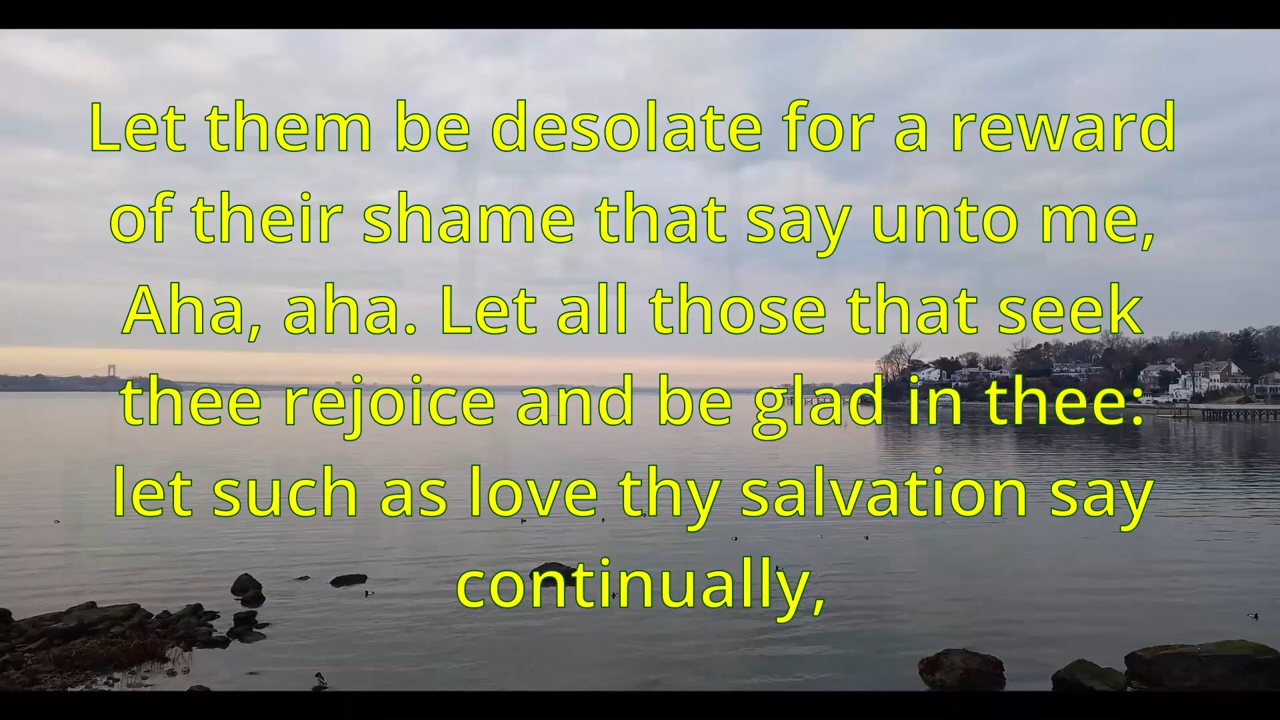 Let them be desolate for a reward
of their shame that say unto me,
Aha, aha. Let all those that seek
thee rejoice and be glad in thee:
let such as love thy salvation say
continually,